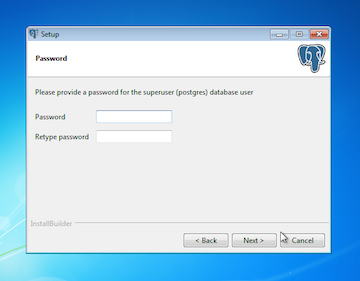 Setup
Password
Please provide a password for the superuser (postgres) database user
Password
Retype password
InstallBuilder
< Back
Next >
Cancel